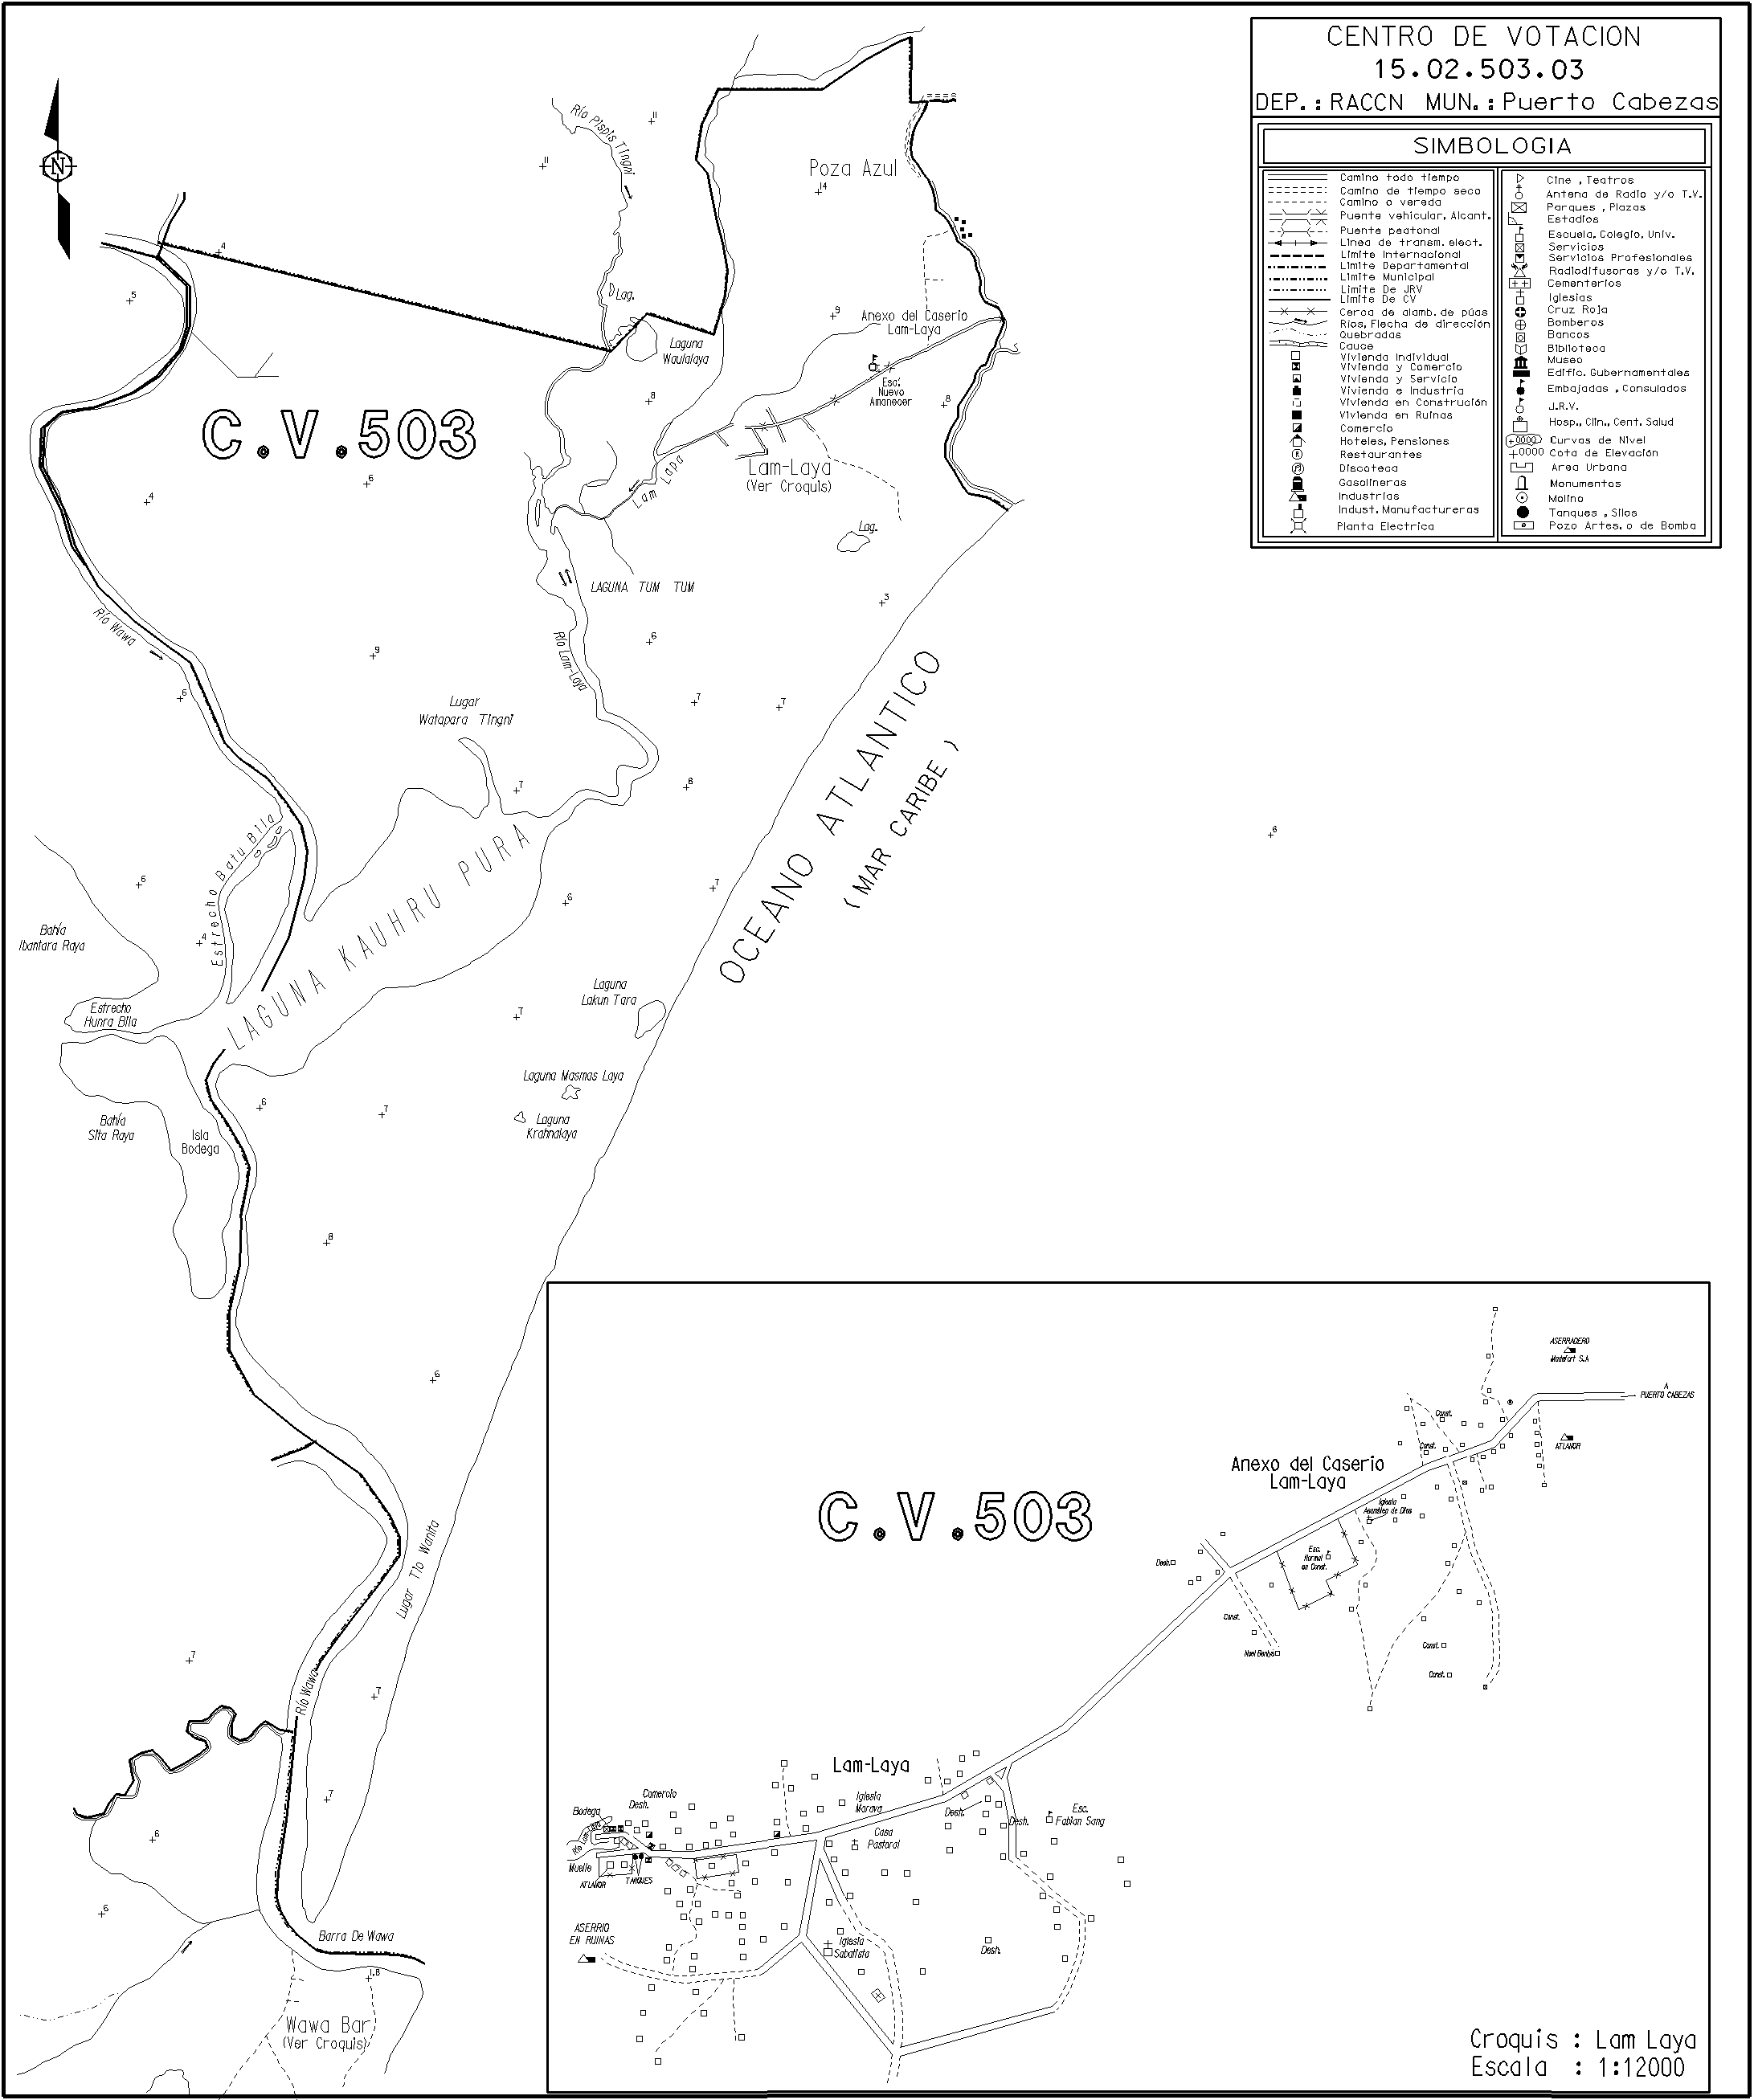 CENTRO DE VOTACION
15.02.503.03
DEP.: RACCN MUN.: Puerto Cabezas
SIMBOLOGIA
Camino todo tiempo
Camino de tiempo seco
Camino o vereda
Puente vehicular, Alcant.
Puente peatonal
Linea de transm. elect.
Limite Internacional
Limite Departamental
Limite Municipal
Limite De JRV
Limite De CV
Cerca de alamb. de púas
Ríos, Flecha de dirección
Quebradas
Cauce
Vivienda Individual
Vivienda y Comercio
Vivienda y Servicio
Vivienda e Industria
Vivienda en Construción
Vivienda en Ruinas
Comercio
Hoteles, Pensiones
Restaurantes
Discoteca
Gasolineras
Industrias
Indust. Manufactureras
Planta Electrica
Cine , Teatros
Antena de Radio y/o T.V.
Parques , Plazas
Estadios
Escuela, Colegio, Univ.
Servicios
Servicios Profesionales
Radiodifusoras y/o T.V.
Cementerios
Iglesias
Cruz Roja
Bomberos
Bancos
Biblioteca
Museo
Edific. Gubernamentales
Embajadas , Consulados
J.R.V.
Hosp., Clin., Cent. Salud
Curvas de Nivel
Cota de Elevación
Area Urbana
Monumentos
Molino
Tanques , Silos
Pozo Artes. o de Bomba
N
Río Pispis Tingni
Poza Azul
Lag.
Laguna
Waulalaya
Anexo del Caserio
Lam-Laya
Esc.
Nuevo
Amanecer
C.V.503
Lam-Laya
(Ver Croquis)
Lam Lapa
Lag.
LAGUNA TUM TUM
Río Wawa
Río Lam-Laja
Lugar
Watapara Tingni
OCEANO ATLANTICO
( MAR CARIBE )
Estrecho Batu Bila
LAGUNA KAUHRU PURA
Bahía
Ibantara Raya
Estrecho
Hunra Bila
Laguna
Lakun Tara
Laguna Masmas Laya
Laguna
Krahnalaya
Bahía
Sita Raya
Isla
Bodega
Lugar Tio Wanita
Río Wawa
Barra De Wawa
Wawa Bar
(Ver Croquis)
ASERRADERO
Madefort S.A
A
PUERTO CABEZAS
ATLANOR
Const.
Const.
Anexo del Caserio
Lam-Laya
C.V.503
Iglesia
Asamblea de Dios
Esc.
Normal
en Const.
Desh.
Const.
Const.
Const.
Lam-Laya
Comercio
Desh.
Bodega
Río Lam-Laya
Muelle
ATLANOR
TANQUES
Iglesia
Morava
Casa
Pastoral
Desh.
Desh.
Esc.
Fabian Sang
ASERRIO
EN RUINAS
Iglesia
Sabatista
Desh.
Croquis : Lam Laya
Escala : 1:12000